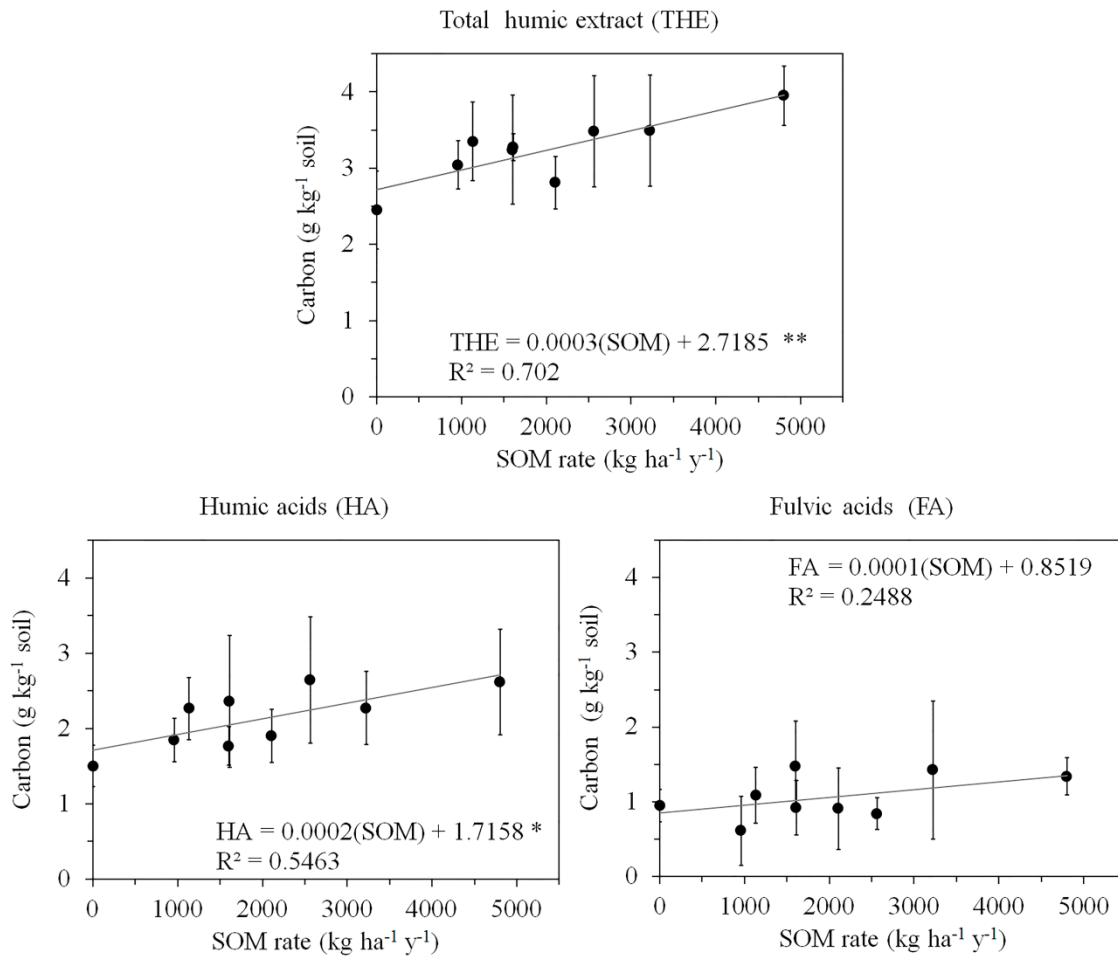 Total humic extract (THE)
Carbon (g kg⁻¹ soil)
4
3
2
1
0
THE = 0.0003(SOM) + 2.7185 **
R² = 0.702
0 1000 2000 3000 4000 5000
SOM rate (kg ha⁻¹ y⁻¹)
Humic acids (HA)
Carbon (g kg⁻¹ soil)
4
3
2
1
0
HA = 0.0002(SOM) + 1.7158 *
R² = 0.5463
0 1000 2000 3000 4000 5000
SOM rate (kg ha⁻¹ y⁻¹)
Fulvic acids (FA)
Carbon (g kg⁻¹ soil)
4
3
2
1
0
FA = 0.0001(SOM) + 0.8519
R² = 0.2488
0 1000 2000 3000 4000 5000
SOM rate (kg ha⁻¹ y⁻¹)